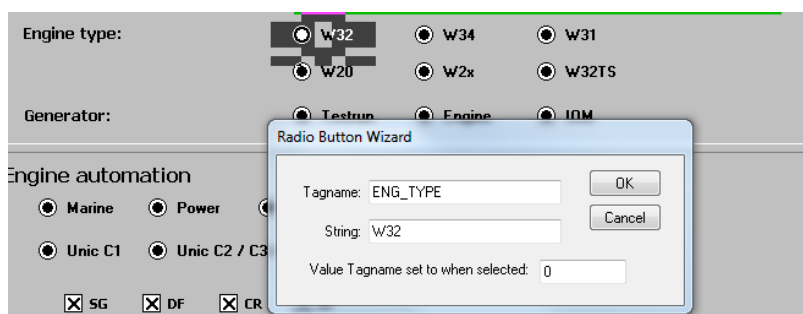 Engine type: W32 W34 W31
W20 W2x W32TS
Generator: Testrun Engine IOM
Radio Button Wizard
Tagname: ENG_TYPE OK
String: W32 Cancel
Value Tagname set to when selected: 0
Engine automation
Marine Power
Unic C1 Unic C2 / C3
SG DF CR